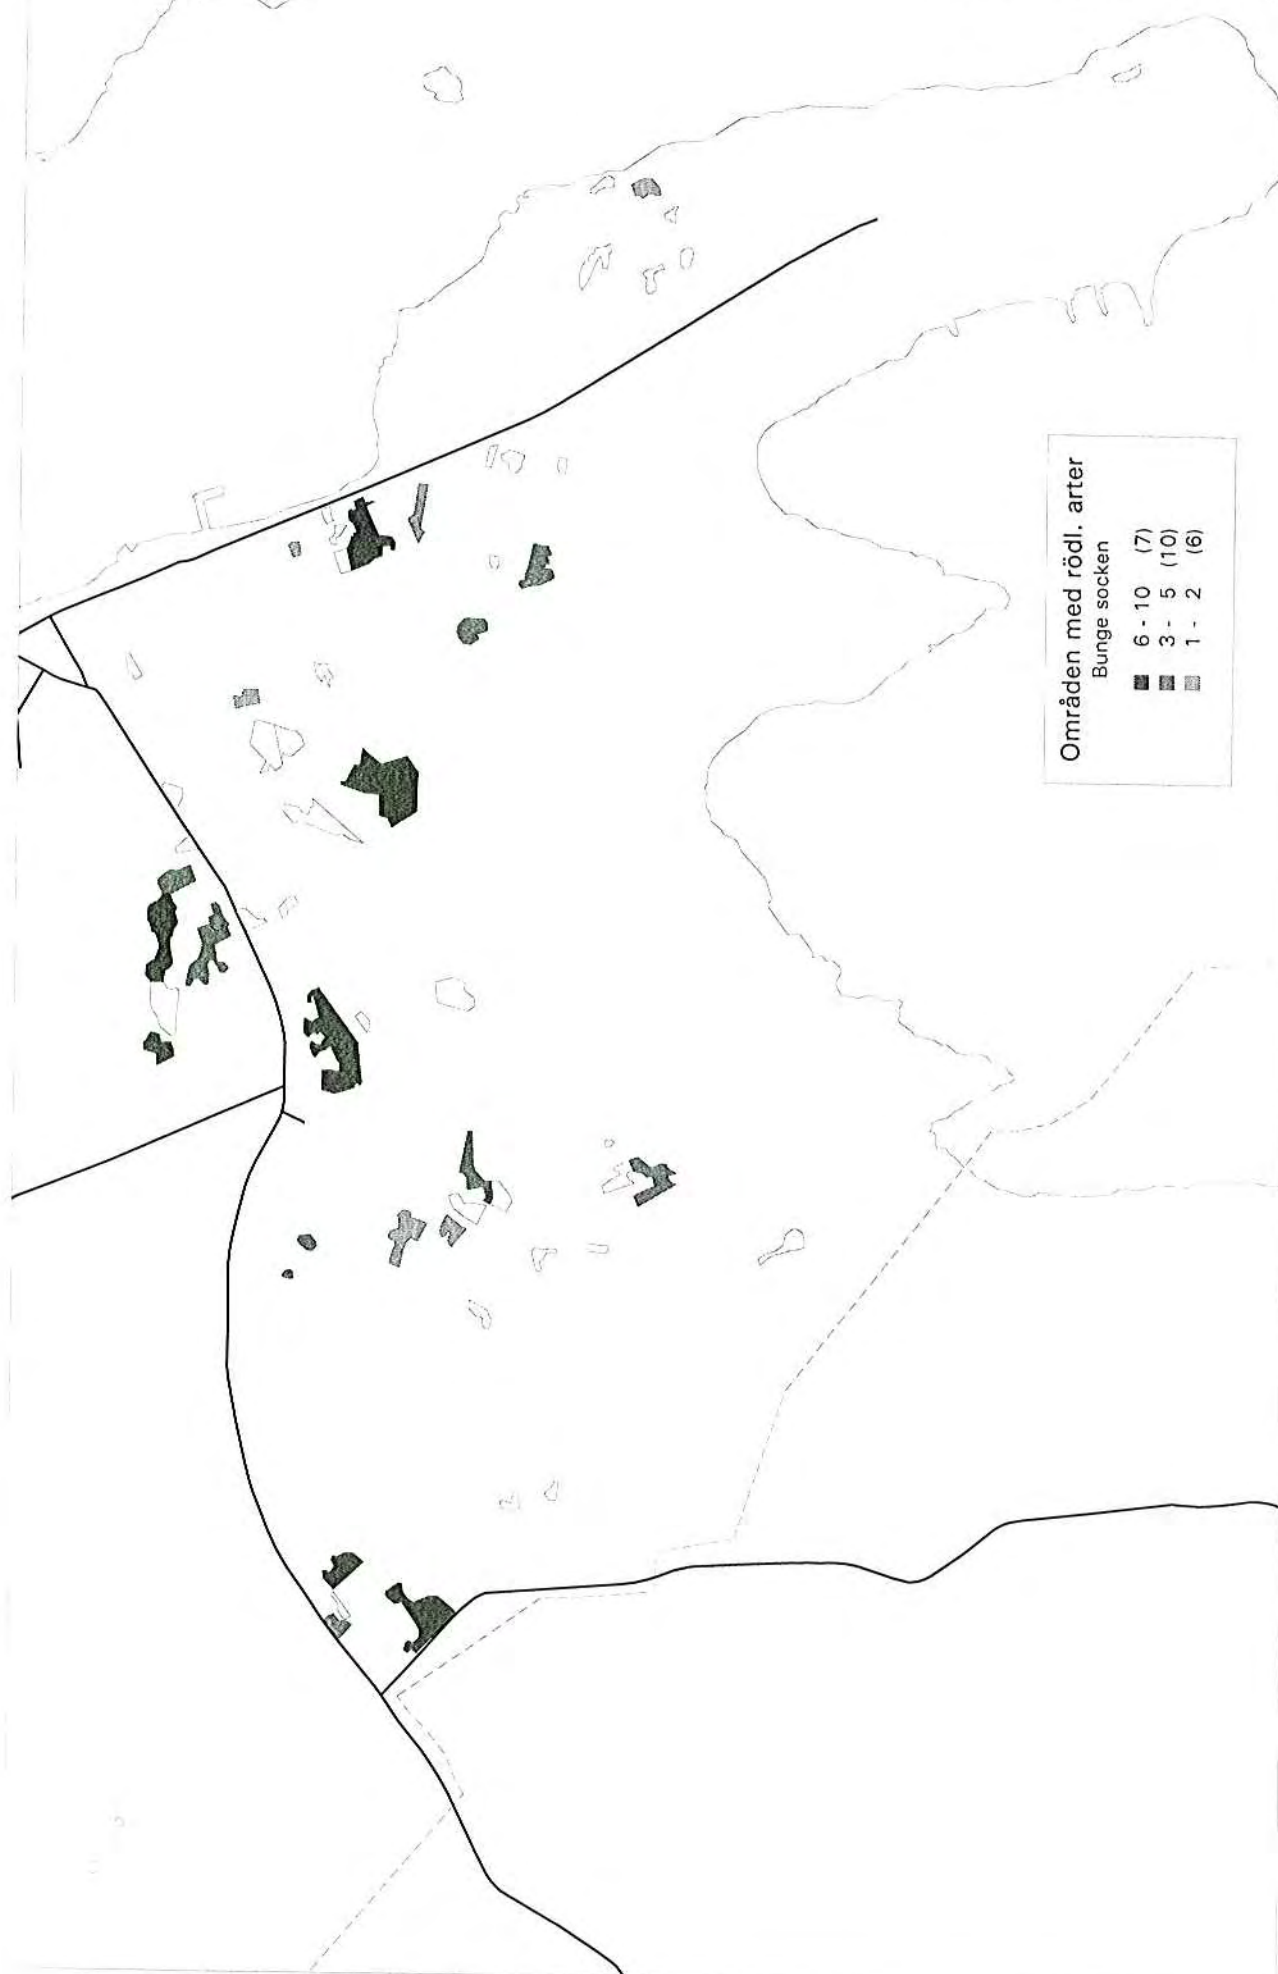 Områden med rödl. arter
Bunge socken
6 - 10 (7)
3 - 5 (10)
1 - 2 (6)